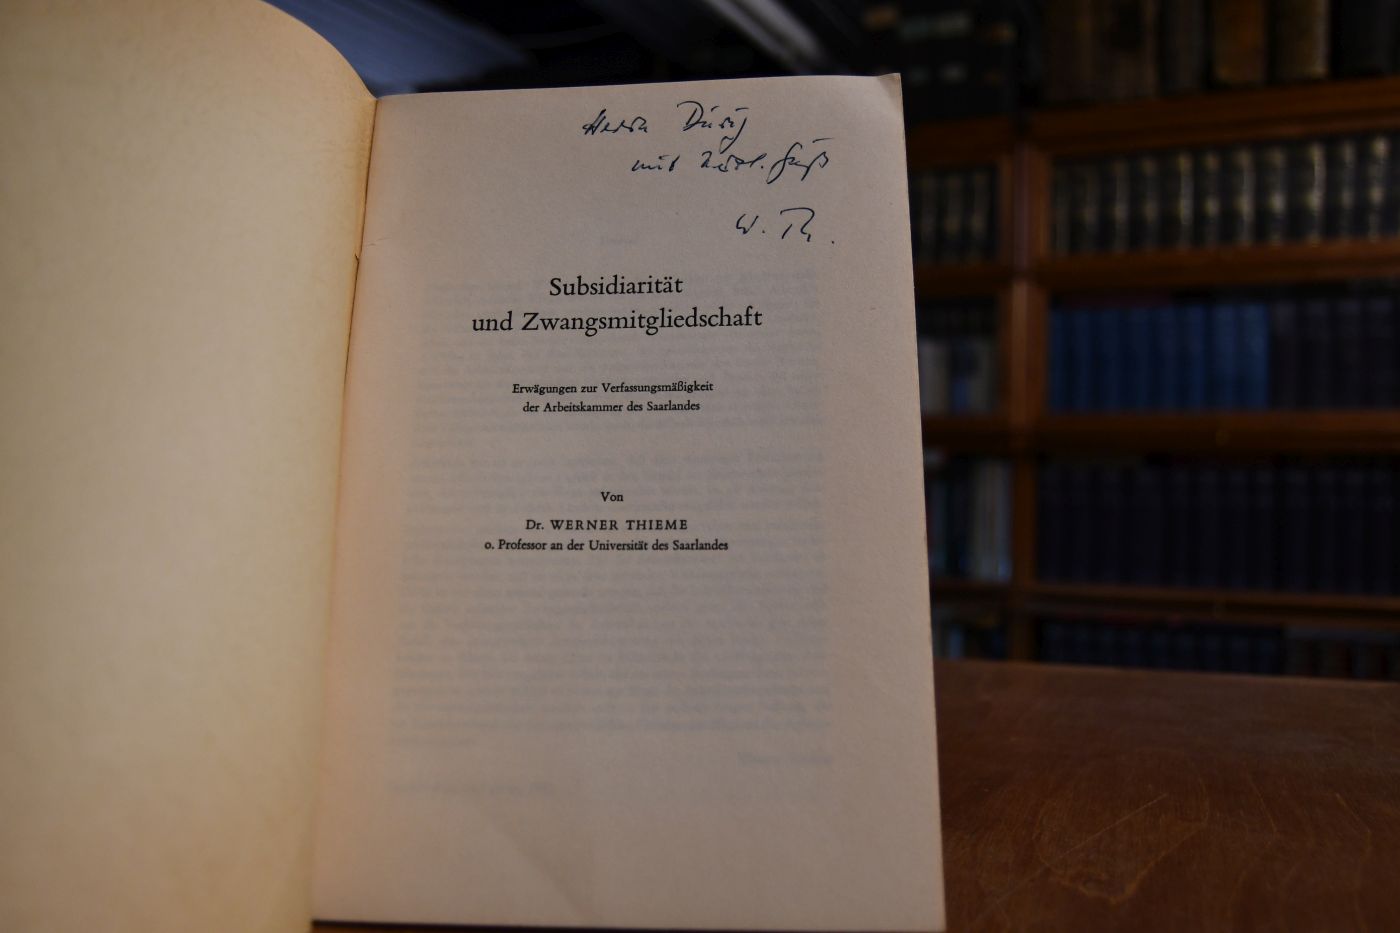 Herrn Dürig
mit herzl. Gruß
W. Th.
Subsidiarität
und Zwangsmitgliedschaft
Erwägungen zur Verfassungsmäßigkeit
der Arbeitskammer des Saarlandes
Von
Dr. WERNER THIEME
o. Professor an der Universität des Saarlandes